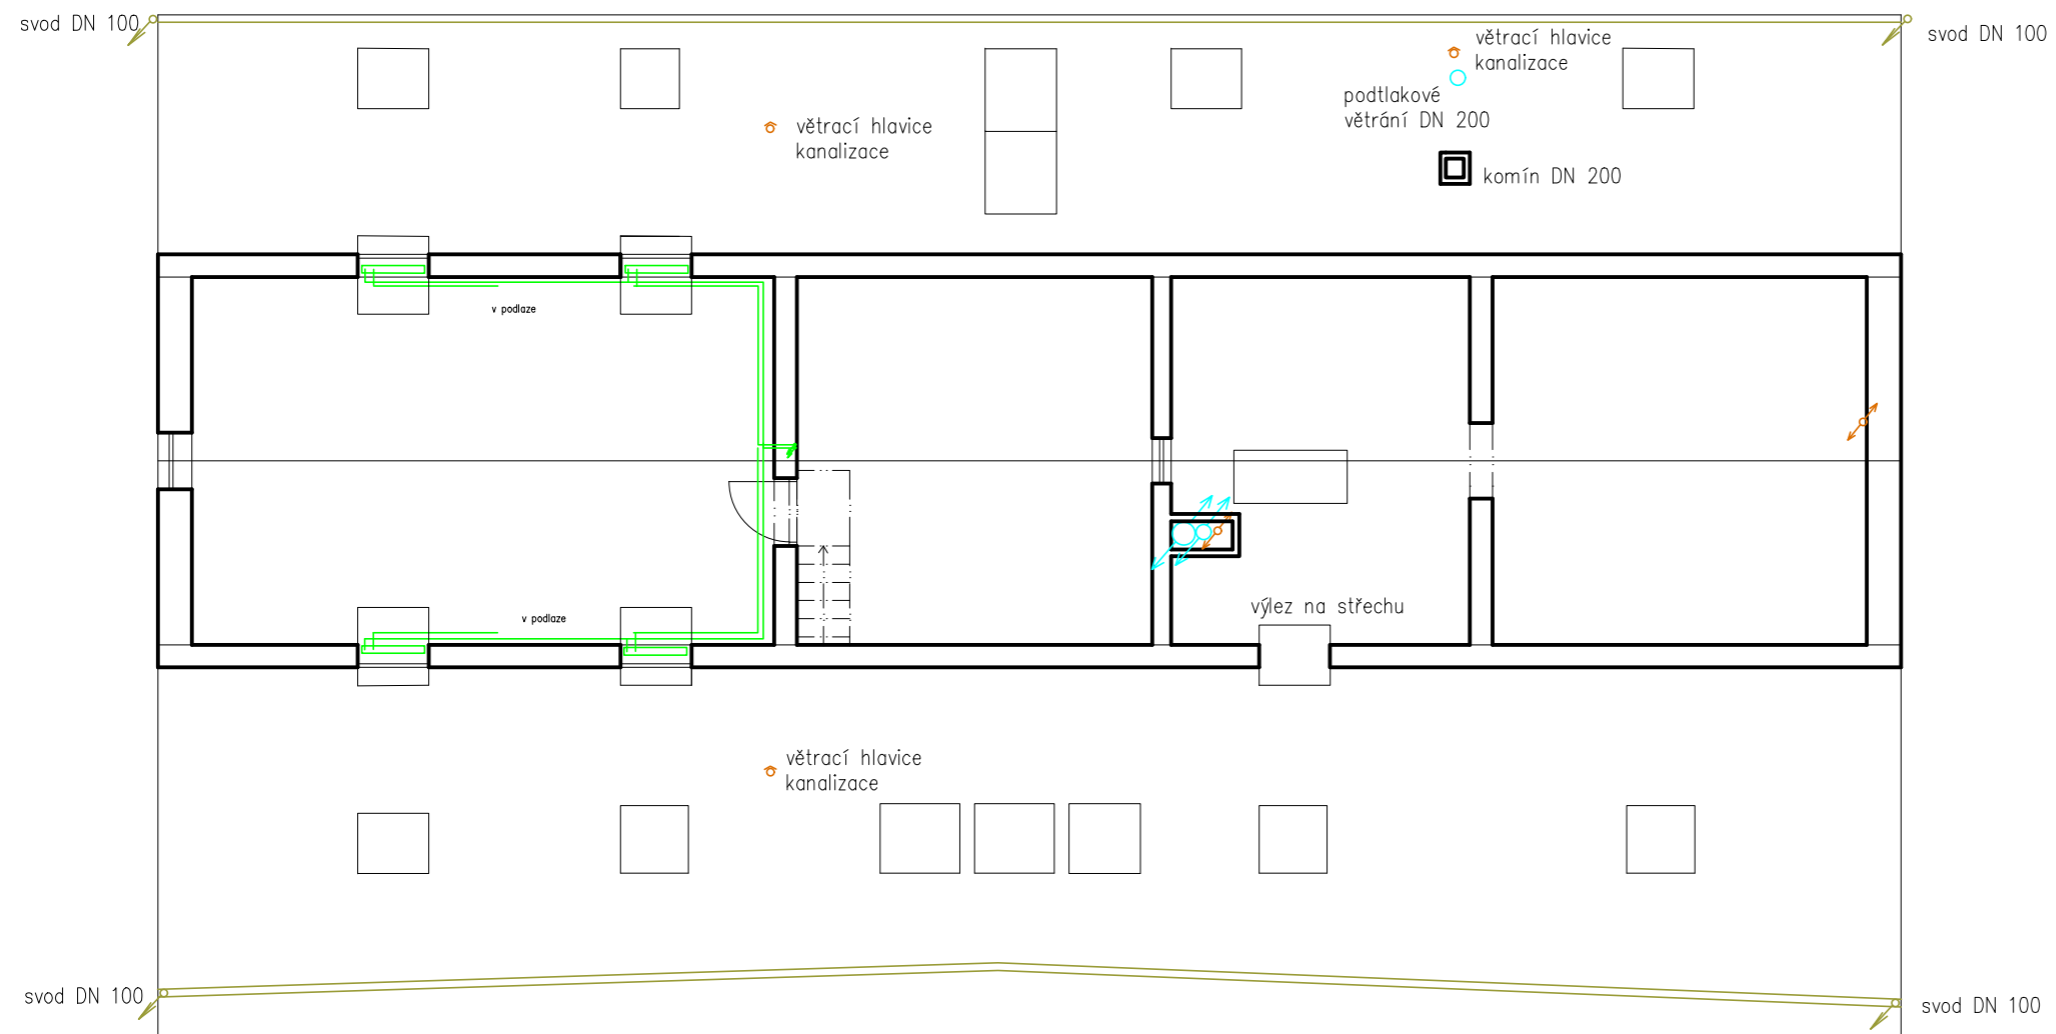 svod DN 100
svod DN 100
větrací hlavice
kanalizace
podtlakové
větrání DN 200
větrací hlavice
kanalizace
komín DN 200
v podlaze
výlez na střechu
v podlaze
větrací hlavice
kanalizace
svod DN 100
svod DN 100